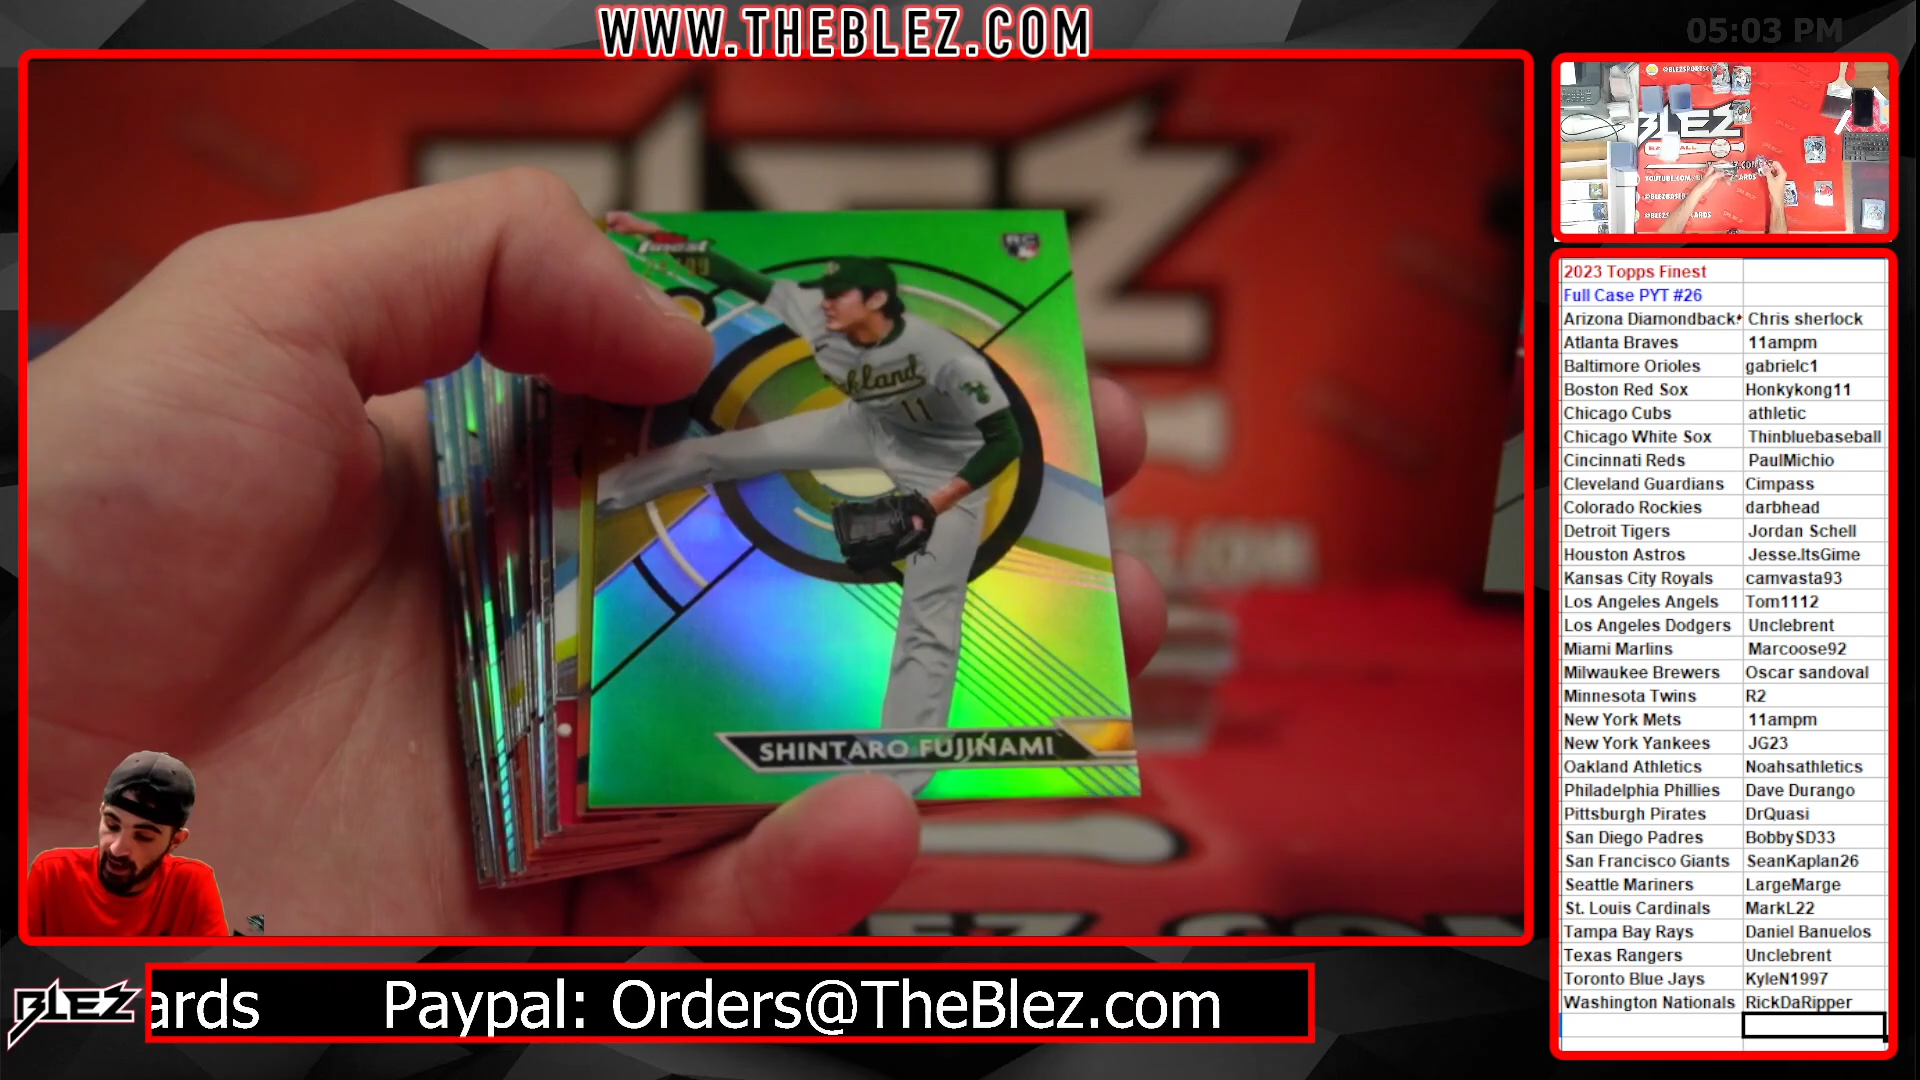 WWW.THEBLEZ.COM
05:03 PM
finest
RC
Oakland
11
SHINTARO FUJINAMI
BLEZ
BASEBALL
2023 Topps Finest
Full Case PYT #26
Arizona Diamondback Chris sherlock
Atlanta Braves 11ampm
Baltimore Orioles gabrielc1
Boston Red Sox Honkykong11
Chicago Cubs athletic
Chicago White Sox Thinbluebaseball
Cincinnati Reds PaulMichio
Cleveland Guardians Cimpass
Colorado Rockies darbhead
Detroit Tigers Jordan Schell
Houston Astros Jesse.ItsGime
Kansas City Royals camvasta93
Los Angeles Angels Tom1112
Los Angeles Dodgers Unclebrent
Miami Marlins Marcoose92
Milwaukee Brewers Oscar sandoval
Minnesota Twins R2
New York Mets 11ampm
New York Yankees JG23
Oakland Athletics Noahsathletics
Philadelphia Phillies Dave Durango
Pittsburgh Pirates DrQuasi
San Diego Padres BobbySD33
San Francisco Giants SeanKaplan26
Seattle Mariners LargeMarge
St. Louis Cardinals MarkL22
Tampa Bay Rays Daniel Banuelos
Texas Rangers Unclebrent
Toronto Blue Jays KyleN1997
Washington Nationals RickDaRipper
BLEZ
ards Paypal: Orders@TheBlez.com